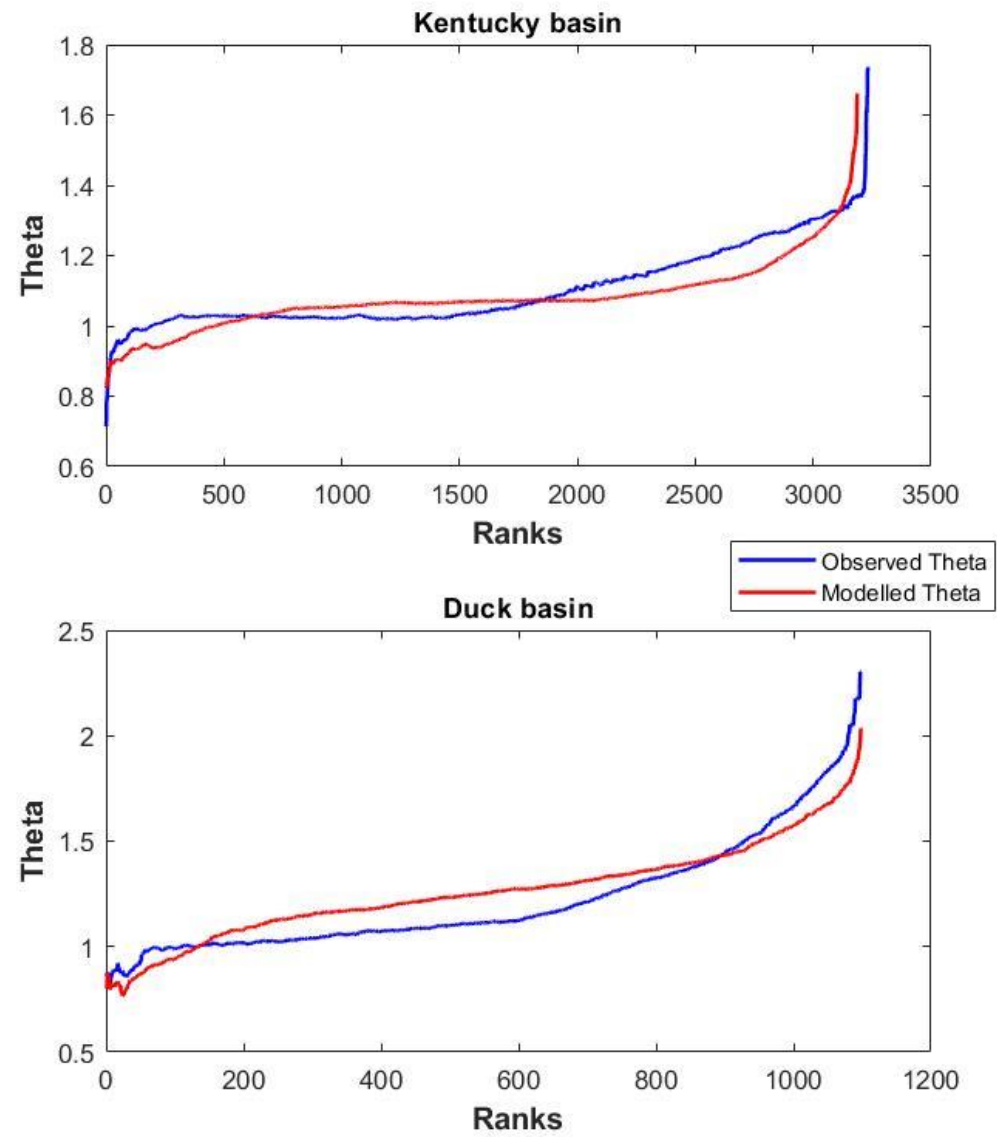 Kentucky basin
1.8
1.6
1.4
1.2
1
0.8
0.6
Theta
0 500 1000 1500 2000 2500 3000 3500
Ranks
Observed Theta
Modelled Theta
Duck basin
2.5
2
1.5
1
0.5
Theta
0 200 400 600 800 1000 1200
Ranks